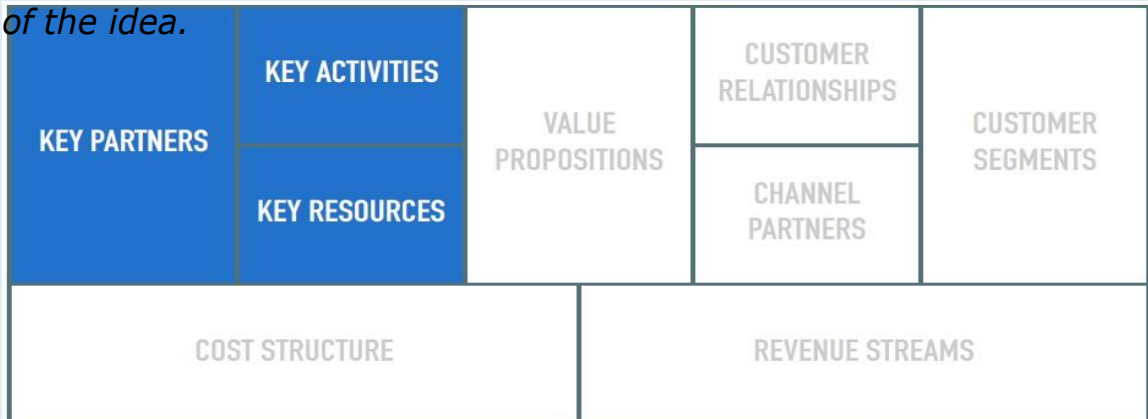 of the idea.
KEY PARTNERS
KEY ACTIVITIES
KEY RESOURCES
VALUE
PROPOSITIONS
CUSTOMER
RELATIONSHIPS
CHANNEL
PARTNERS
CUSTOMER
SEGMENTS
COST STRUCTURE
REVENUE STREAMS